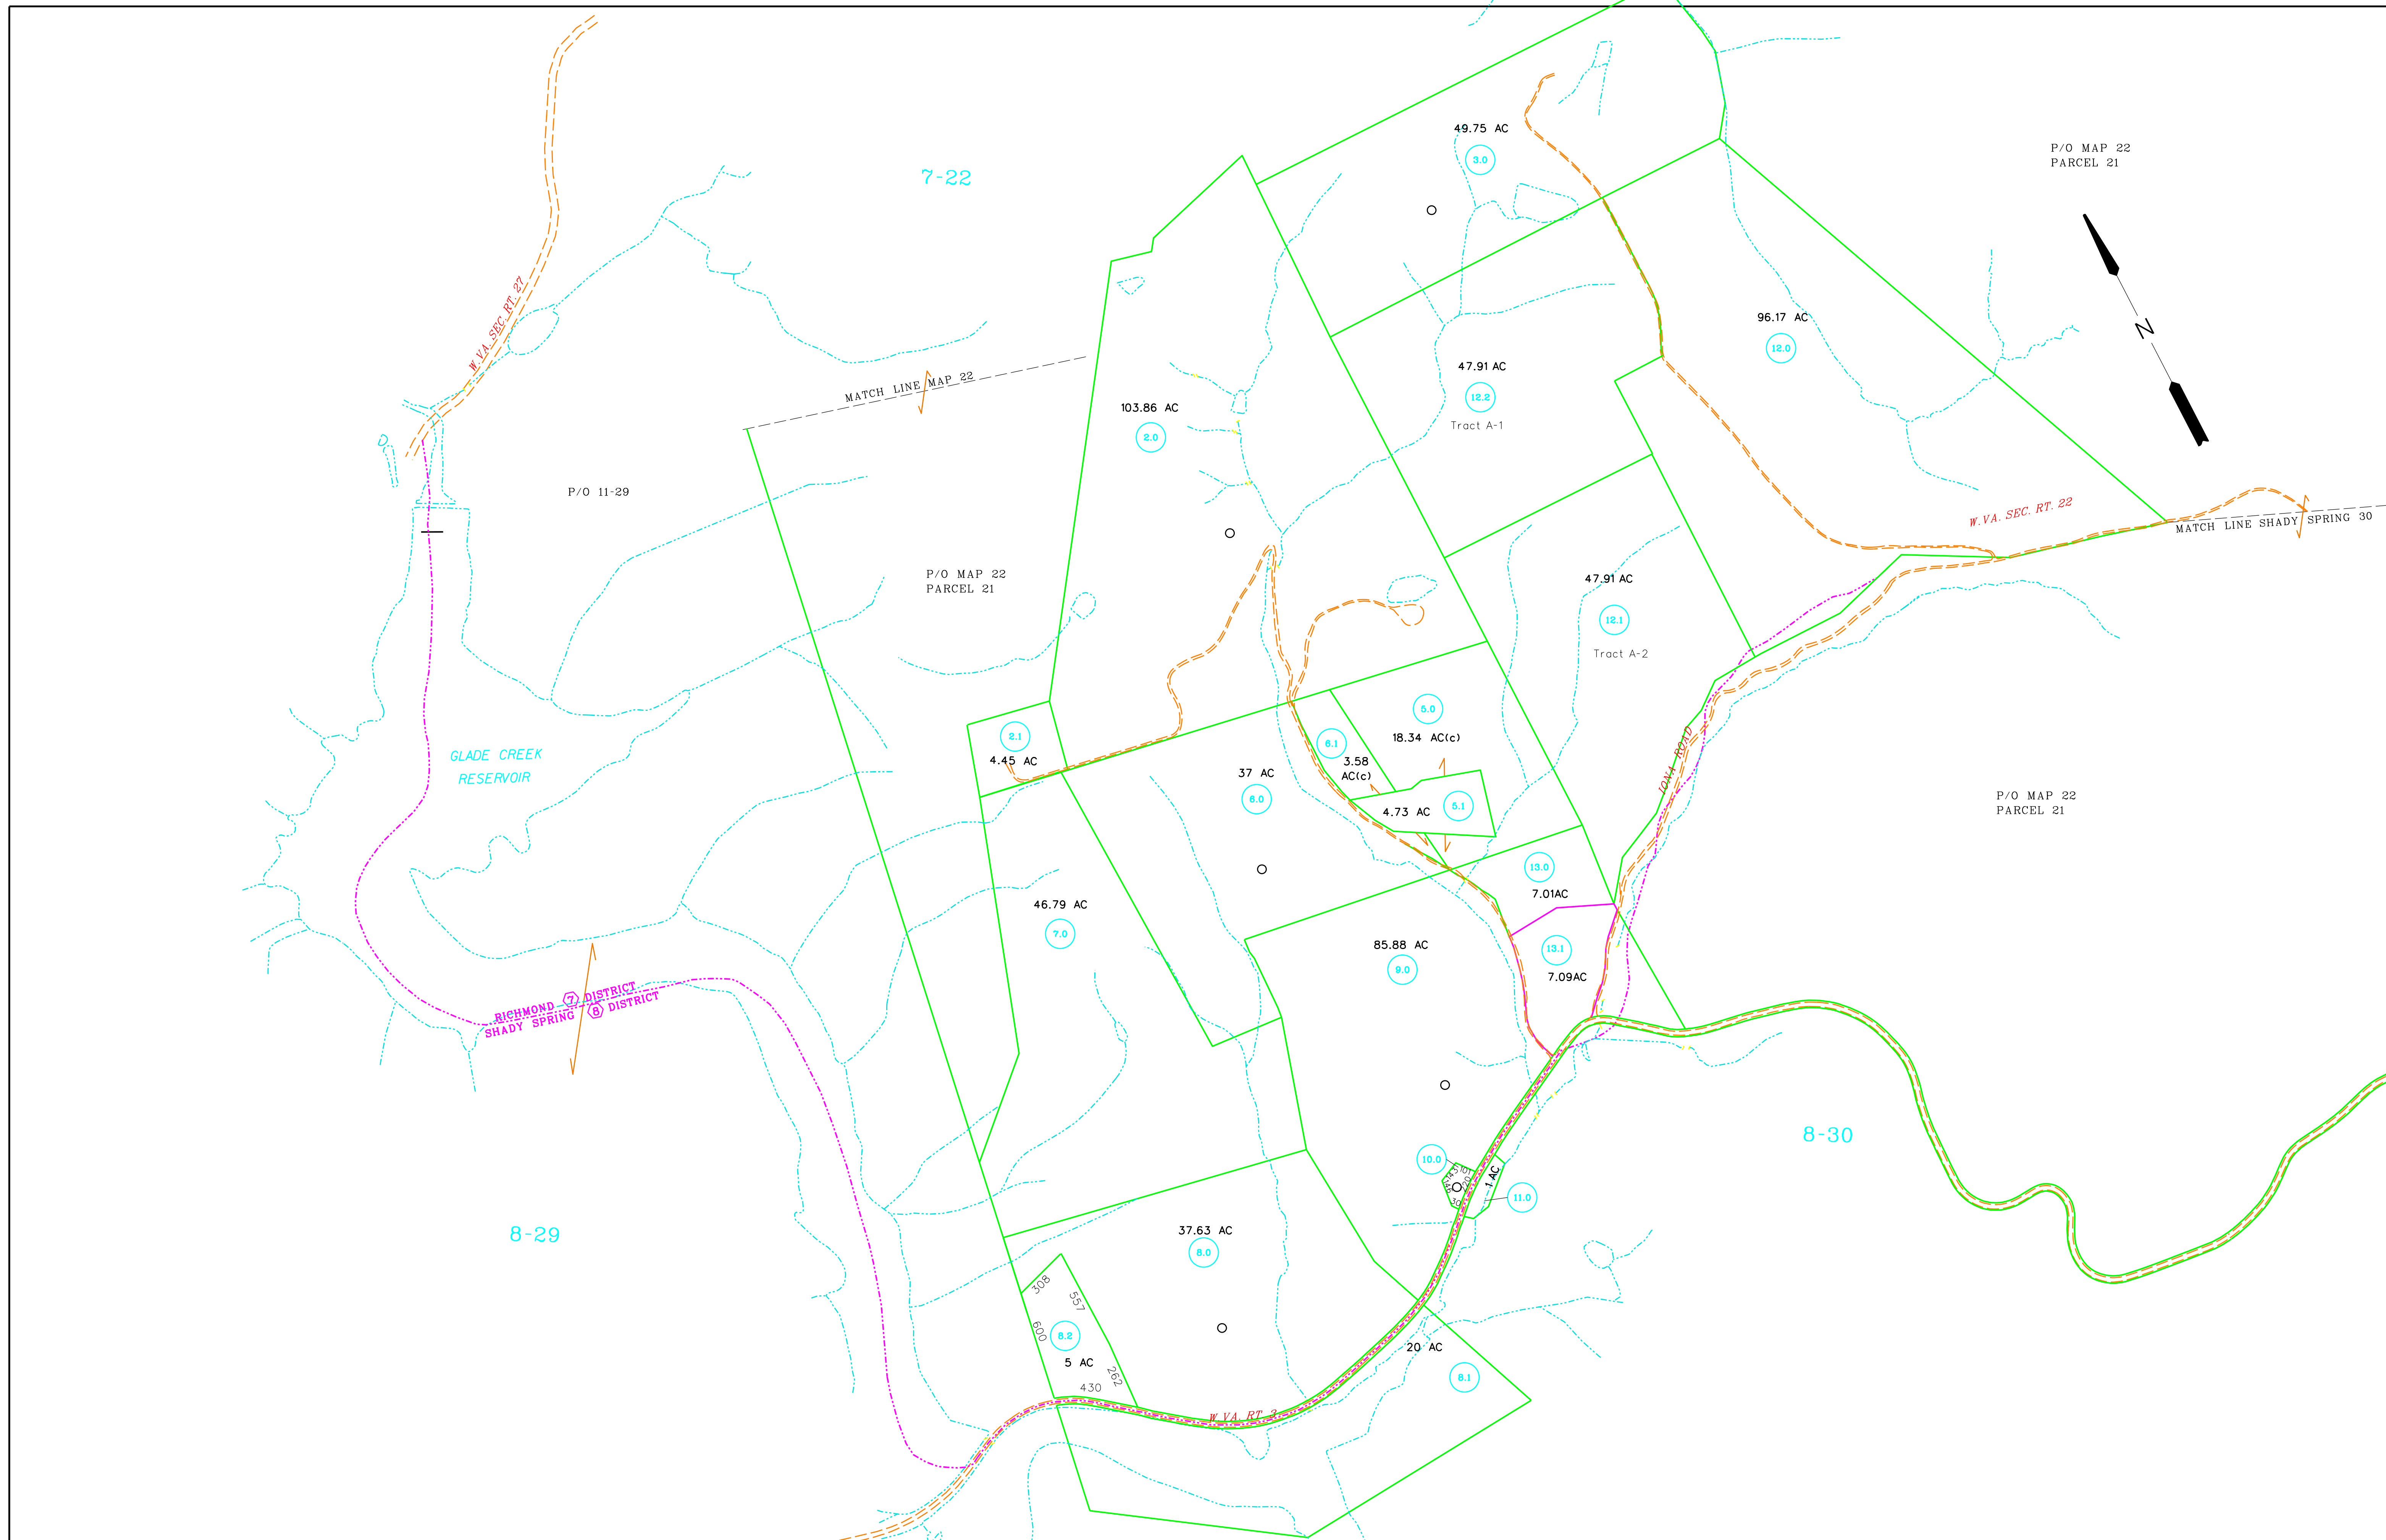 49.75 AC
3.0
P/O MAP 22
PARCEL 21
7-22
W.VA. SEC. RT. 27
96.17 AC
12.0
N
MATCH LINE MAP 22
47.91 AC
12.2
Tract A-1
103.86 AC
2.0
P/O 11-29
W.VA. SEC. RT. 22
MATCH LINE SHADY SPRING 30
P/O MAP 22
PARCEL 21
47.91 AC
12.1
Tract A-2
5.0
18.34 AC(c)
6.1
3.58
AC(c)
2.1
4.45 AC
GLADE CREEK
RESERVOIR
IONA ROAD
37 AC
6.0
4.73 AC
5.1
P/O MAP 22
PARCEL 21
13.0
7.01AC
46.79 AC
7.0
85.88 AC
9.0
13.1
7.09AC
RICHMOND 7 DISTRICT
SHADY SPRING 8 DISTRICT
8-30
10.0
143
101
220
30
1 AC
11.0
8-29
37.63 AC
8.0
308
557
600
8.2
5 AC
262
430
20 AC
8.1
W.VA. RT. 3